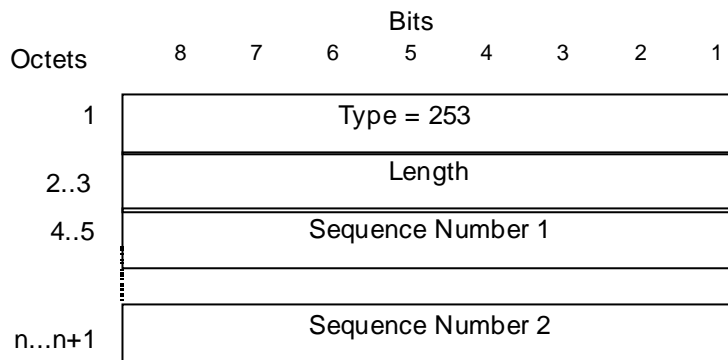 Bits
Octets 8 7 6 5 4 3 2 1
1 Type = 253
2..3 Length
4..5 Sequence Number 1
n...n+1 Sequence Number 2